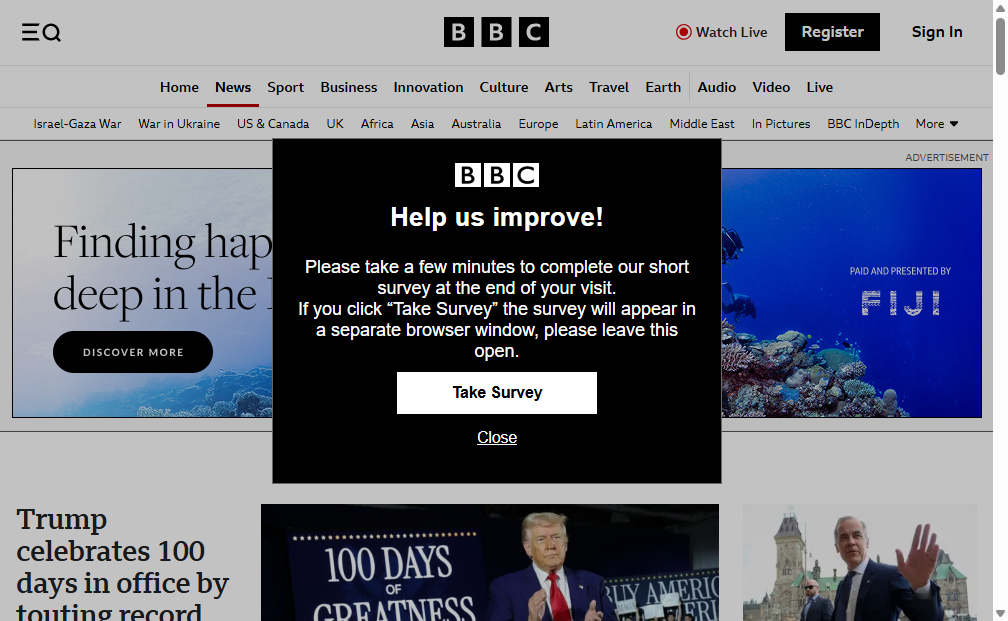 BBC
Watch Live
Register
Sign In
Home News Sport Business Innovation Culture Arts Travel Earth Audio Video Live
Israel-Gaza War War in Ukraine US & Canada UK Africa Asia Australia Europe Latin America Middle East In Pictures BBC InDepth More
ADVERTISEMENT
Finding hap
deep in the
DISCOVER MORE
PAID AND PRESENTED BY
FIJI
BBC
Help us improve!
Please take a few minutes to complete our short
survey at the end of your visit.
If you click “Take Survey” the survey will appear in
a separate browser window, please leave this
open.
Take Survey
Close
Trump
celebrates 100
days in office by
touting record
100 DAYS
OF
GREATNESS
BUY AMERIC